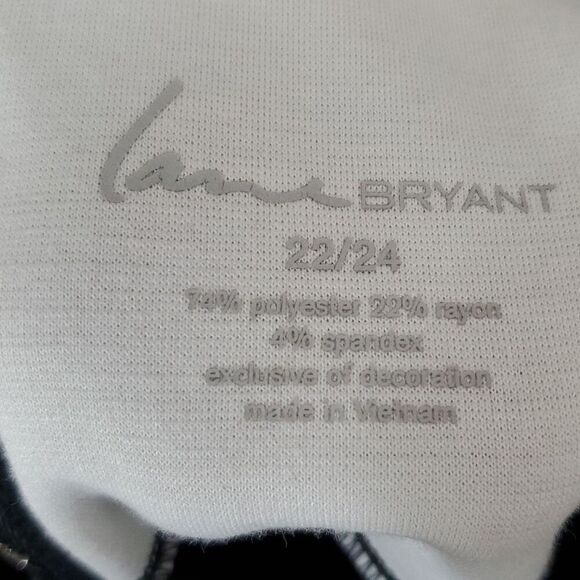 Lane BRYANT
22/24
74% polyester 22% rayon
4% spandex
exclusive of decoration
made in Vietnam